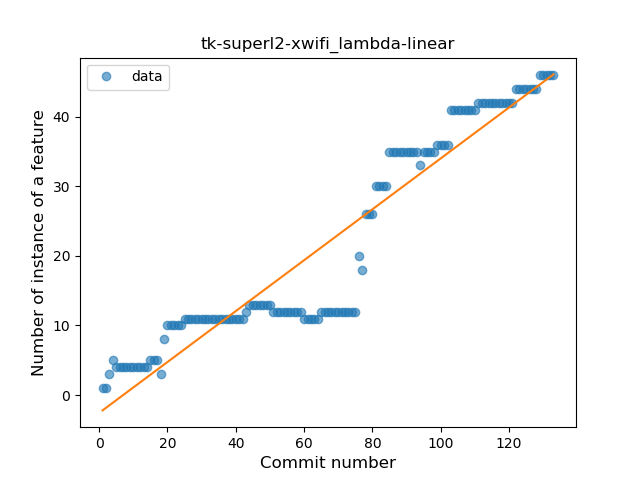 tk-superl2-xwifi_lambda-linear
data
Number of instance of a feature
40
30
20
10
0
0 20 40 60 80 100 120
Commit number